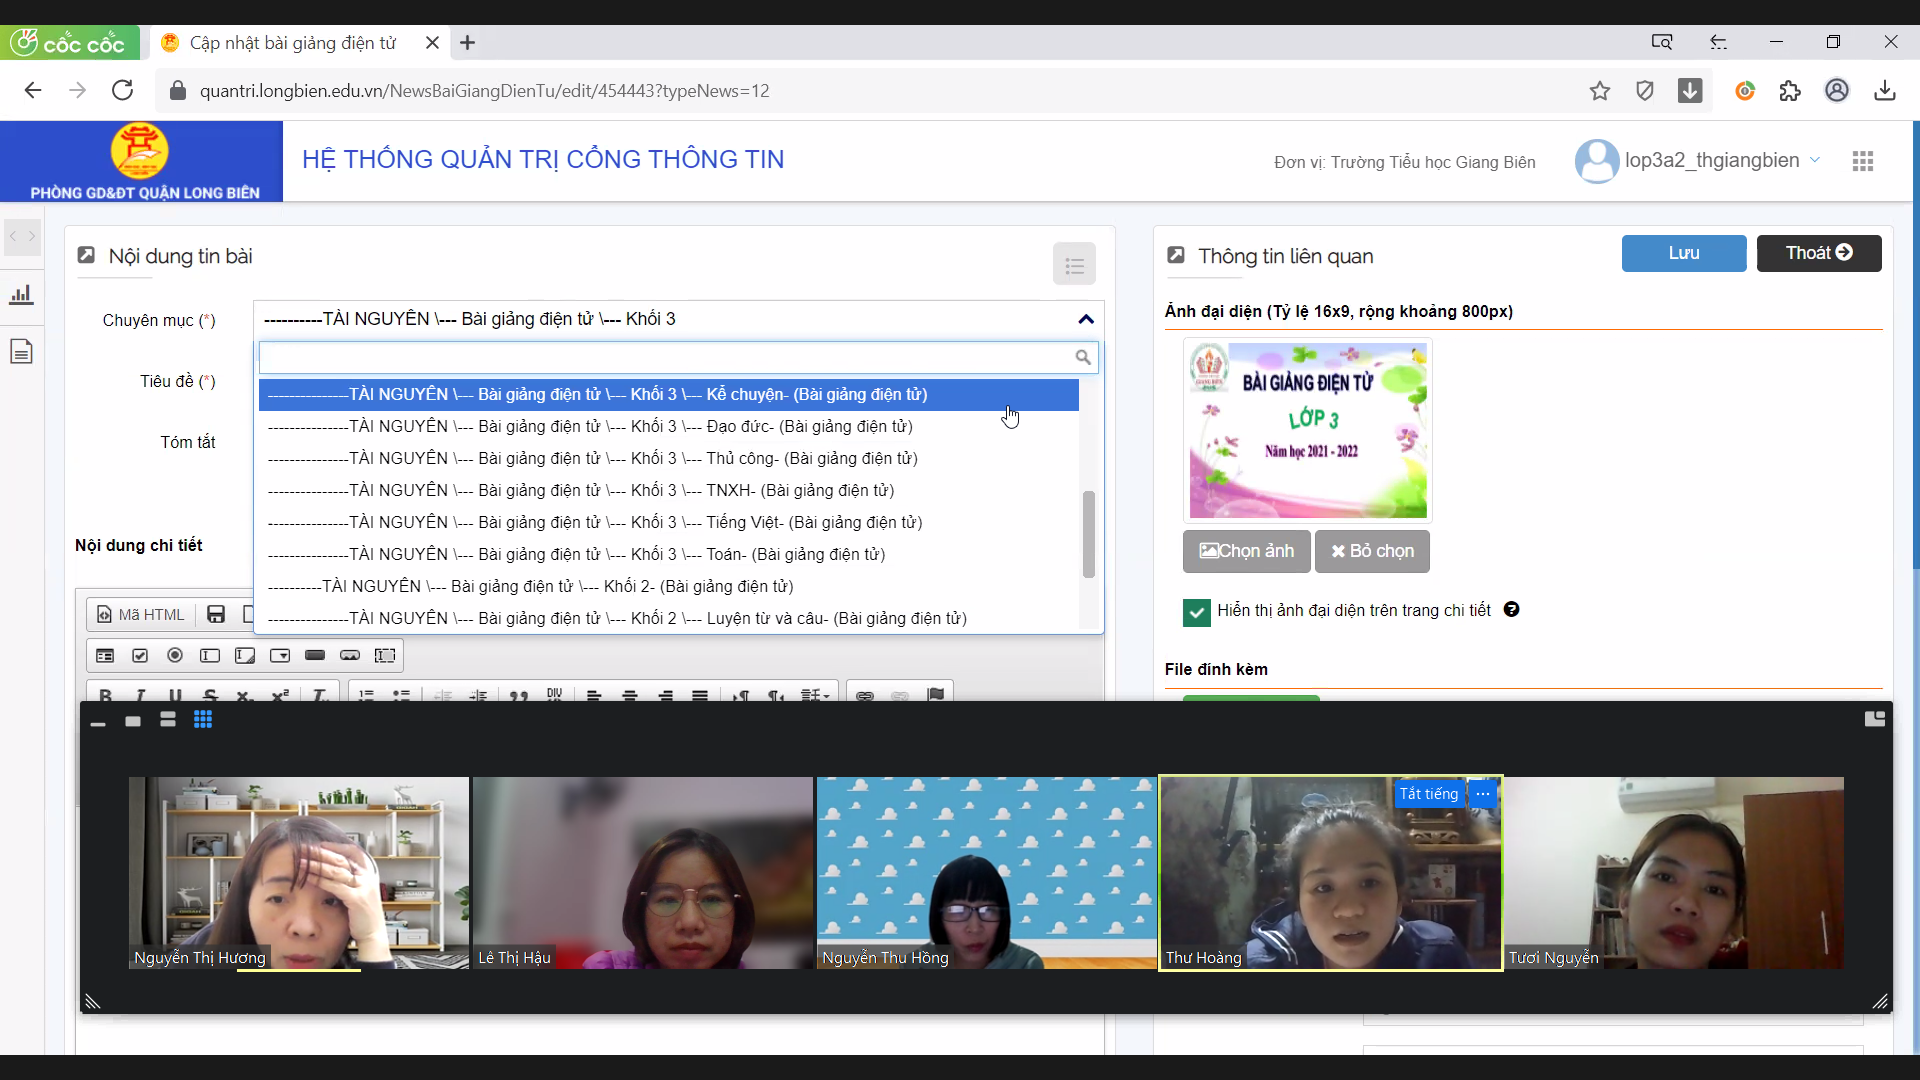 cốc cốc
Cập nhật bài giảng điện tử
quantri.longbien.edu.vn/NewsBaiGiangDienTu/edit/454443?typeNews=12
PHÒNG GD&ĐT QUẬN LONG BIÊN
HỆ THỐNG QUẢN TRỊ CỔNG THÔNG TIN
Đơn vị: Trường Tiểu học Giang Biên
lop3a2_thgiangbien
Nội dung tin bài
Thông tin liên quan
Lưu
Thoát
Chuyên mục (*)
----------TÀI NGUYÊN \--- Bài giảng điện tử \--- Khối 3
Ảnh đại diện (Tỷ lệ 16x9, rộng khoảng 800px)
Tiêu đề (*)
Tóm tắt
Nội dung chi tiết
---------------TÀI NGUYÊN \--- Bài giảng điện tử \--- Khối 3 \--- Kể chuyện- (Bài giảng điện tử)
---------------TÀI NGUYÊN \--- Bài giảng điện tử \--- Khối 3 \--- Đạo đức- (Bài giảng điện tử)
---------------TÀI NGUYÊN \--- Bài giảng điện tử \--- Khối 3 \--- Thủ công- (Bài giảng điện tử)
---------------TÀI NGUYÊN \--- Bài giảng điện tử \--- Khối 3 \--- TNXH- (Bài giảng điện tử)
---------------TÀI NGUYÊN \--- Bài giảng điện tử \--- Khối 3 \--- Tiếng Việt- (Bài giảng điện tử)
---------------TÀI NGUYÊN \--- Bài giảng điện tử \--- Khối 3 \--- Toán- (Bài giảng điện tử)
----------TÀI NGUYÊN \--- Bài giảng điện tử \--- Khối 2- (Bài giảng điện tử)
---------------TÀI NGUYÊN \--- Bài giảng điện tử \--- Khối 2 \--- Luyện từ và câu- (Bài giảng điện tử)
GIANG BIÊN
BÀI GIẢNG ĐIỆN TỬ
LỚP 3
Năm học 2021 - 2022
Chọn ảnh
Bỏ chọn
Hiển thị ảnh đại diện trên trang chi tiết
File đính kèm
Mã HTML
Tắt tiếng
Nguyễn Thị Hương
Lê Thị Hậu
Nguyễn Thu Hồng
Thư Hoàng
Tươi Nguyễn